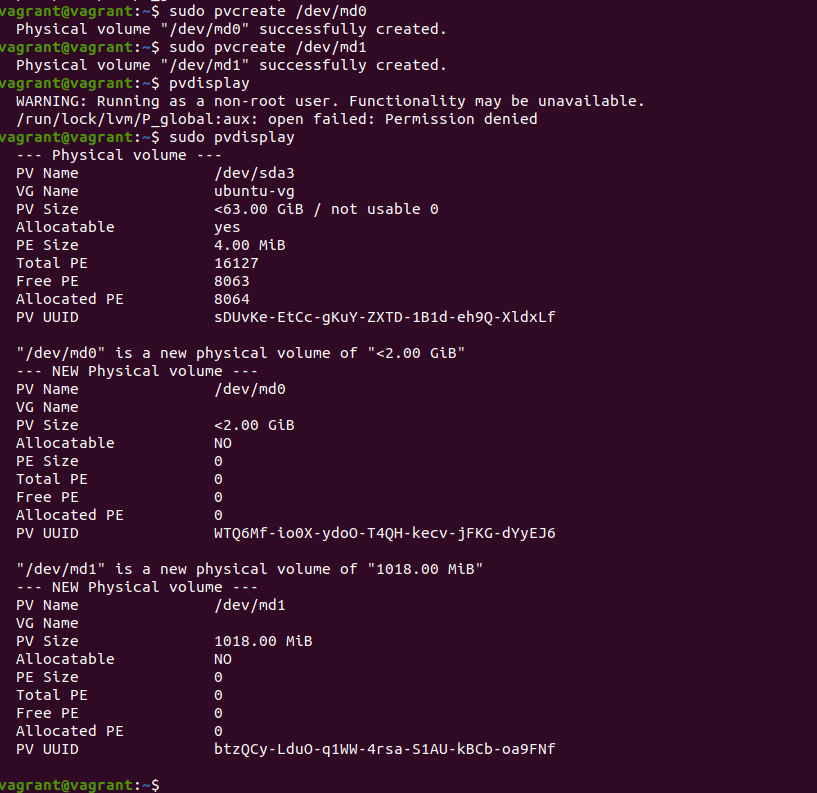 vagrant@vagrant:~$ sudo pvcreate /dev/md0
  Physical volume "/dev/md0" successfully created.
vagrant@vagrant:~$ sudo pvcreate /dev/md1
  Physical volume "/dev/md1" successfully created.
vagrant@vagrant:~$ pvdisplay
  WARNING: Running as a non-root user. Functionality may be unavailable.
  /run/lock/lvm/P_global:aux: open failed: Permission denied
vagrant@vagrant:~$ sudo pvdisplay
  --- Physical volume ---
  PV Name               /dev/sda3
  VG Name               ubuntu-vg
  PV Size               <63.00 GiB / not usable 0
  Allocatable           yes
  PE Size               4.00 MiB
  Total PE              16127
  Free PE               8063
  Allocated PE          8064
  PV UUID               sDUvKe-EtCc-gKuY-ZXTD-1B1d-eh9Q-XldxLf

  "/dev/md0" is a new physical volume of "<2.00 GiB"
  --- NEW Physical volume ---
  PV Name               /dev/md0
  VG Name
  PV Size               <2.00 GiB
  Allocatable           NO
  PE Size               0
  Total PE              0
  Free PE               0
  Allocated PE          0
  PV UUID               WTQ6Mf-io0X-ydoO-T4QH-kecv-jFKG-dYyEJ6

  "/dev/md1" is a new physical volume of "1018.00 MiB"
  --- NEW Physical volume ---
  PV Name               /dev/md1
  VG Name
  PV Size               1018.00 MiB
  Allocatable           NO
  PE Size               0
  Total PE              0
  Free PE               0
  Allocated PE          0
  PV UUID               btzQCy-LduO-q1WW-4rsa-S1AU-kBCb-oa9FNf

vagrant@vagrant:~$